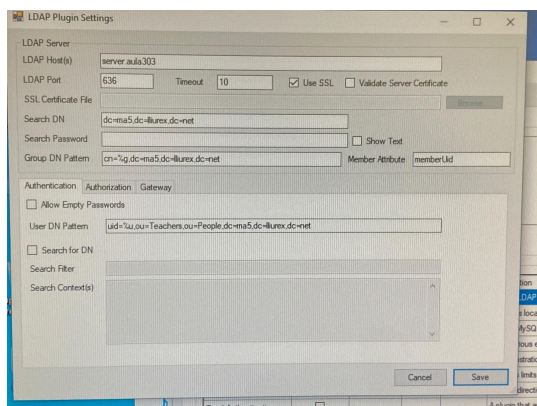 LDAP Plugin Settings
LDAP Server
LDAP Host(s) server aula303
LDAP Port 636 Timeout 10 Use SSL Validate Server Certificate
SSL Certificate File Browse...
Search DN dc=ma5,dc=lliurex,dc=net
Search Password Show Text
Group DN Pattern cn=%g,dc=ma5,dc=lliurex,dc=net Member Attribute memberUid
Authentication Authorization Gateway
Allow Empty Passwords
User DN Pattern uid=%u,ou=Teachers,ou=People,dc=ma5,dc=lliurex,dc=net
Search for DN
Search Filter
Search Context(s)
Cancel Save
tion
LDAP
loca
MySQ
ious e
istratio
limits
directi
A plugin that